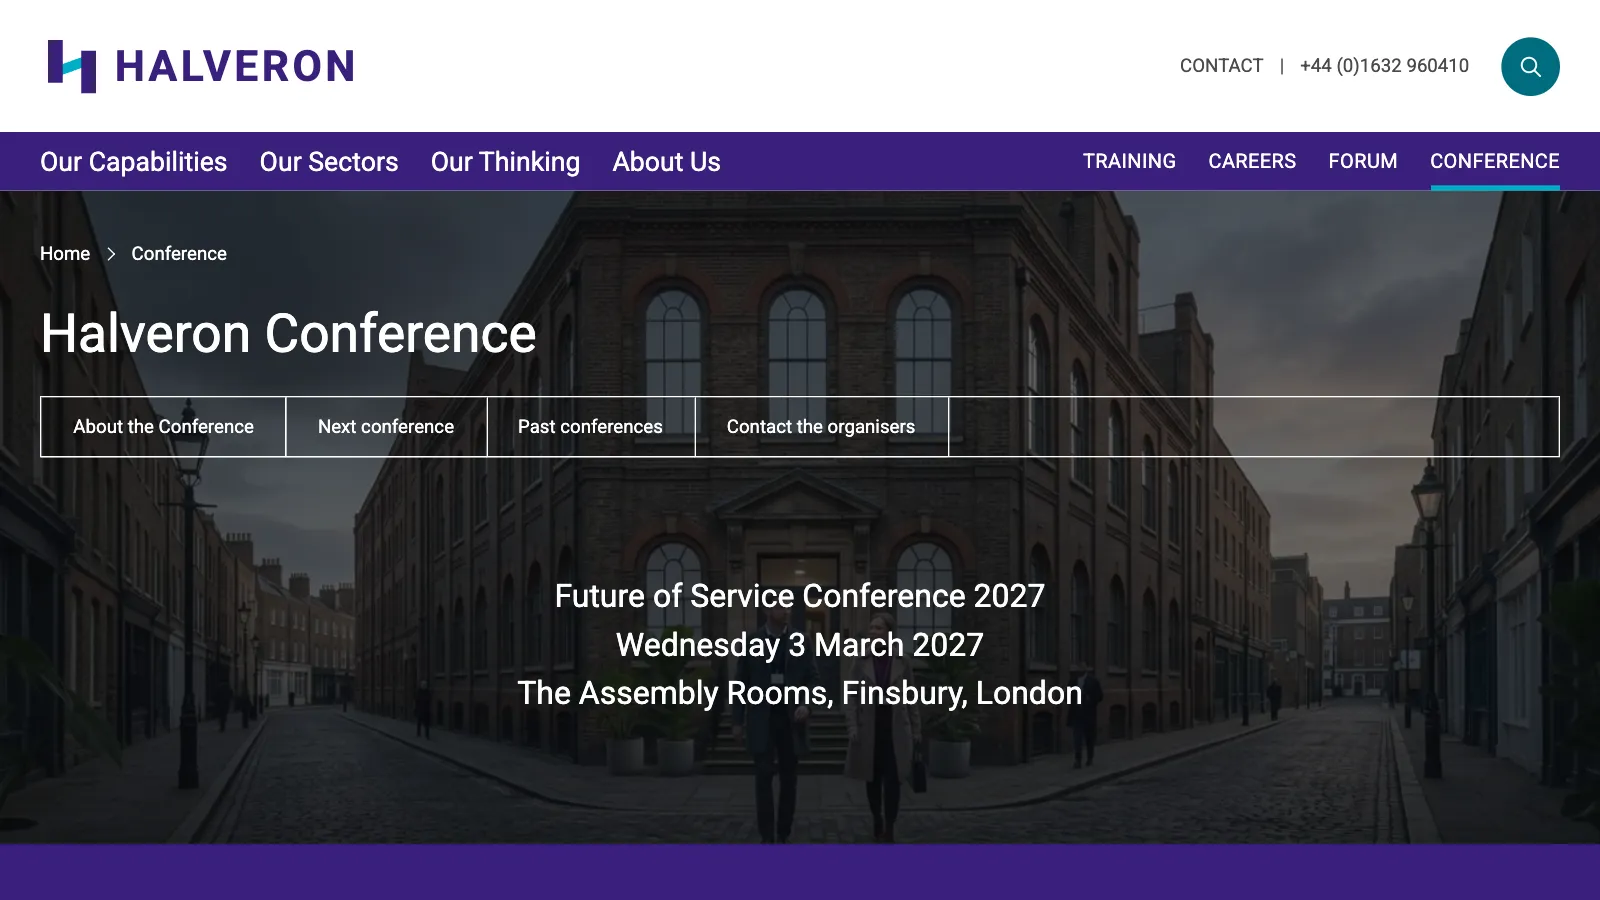 HALVERON
CONTACT | +44 (0)1632 960410
Our Capabilities Our Sectors Our Thinking About Us TRAINING CAREERS FORUM CONFERENCE
Home > Conference
Halveron Conference
About the Conference Next conference Past conferences Contact the organisers
Future of Service Conference 2027
Wednesday 3 March 2027
The Assembly Rooms, Finsbury, London